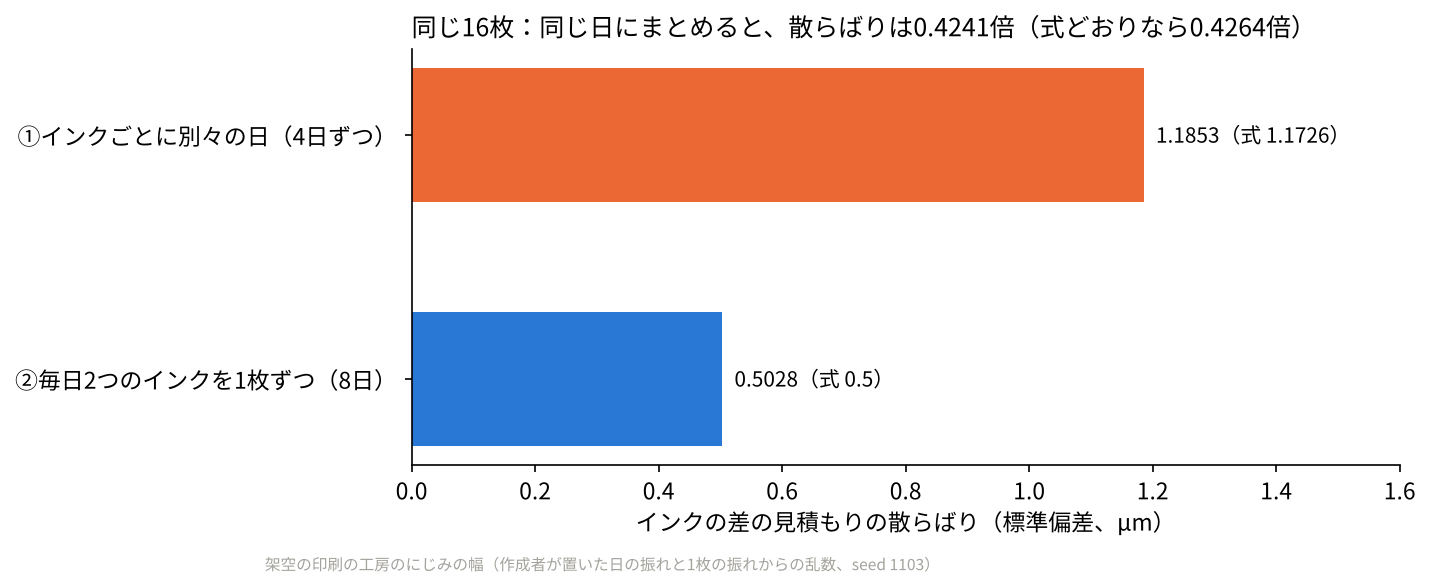 同じ16枚：同じ日にまとめると、散らばりは0.4241倍（式どおりなら0.4264倍）
①インクごとに別々の日（4日ずつ）
1.1853（式 1.1726）
②毎日2つのインクを1枚ずつ（8日）
0.5028（式 0.5）
0.0 0.2 0.4 0.6 0.8 1.0 1.2 1.4 1.6
インクの差の見積もりの散らばり（標準偏差、µm）
架空の印刷の工房のにじみの幅（作成者が置いた日の振れと1枚の振れからの乱数、seed 1103）